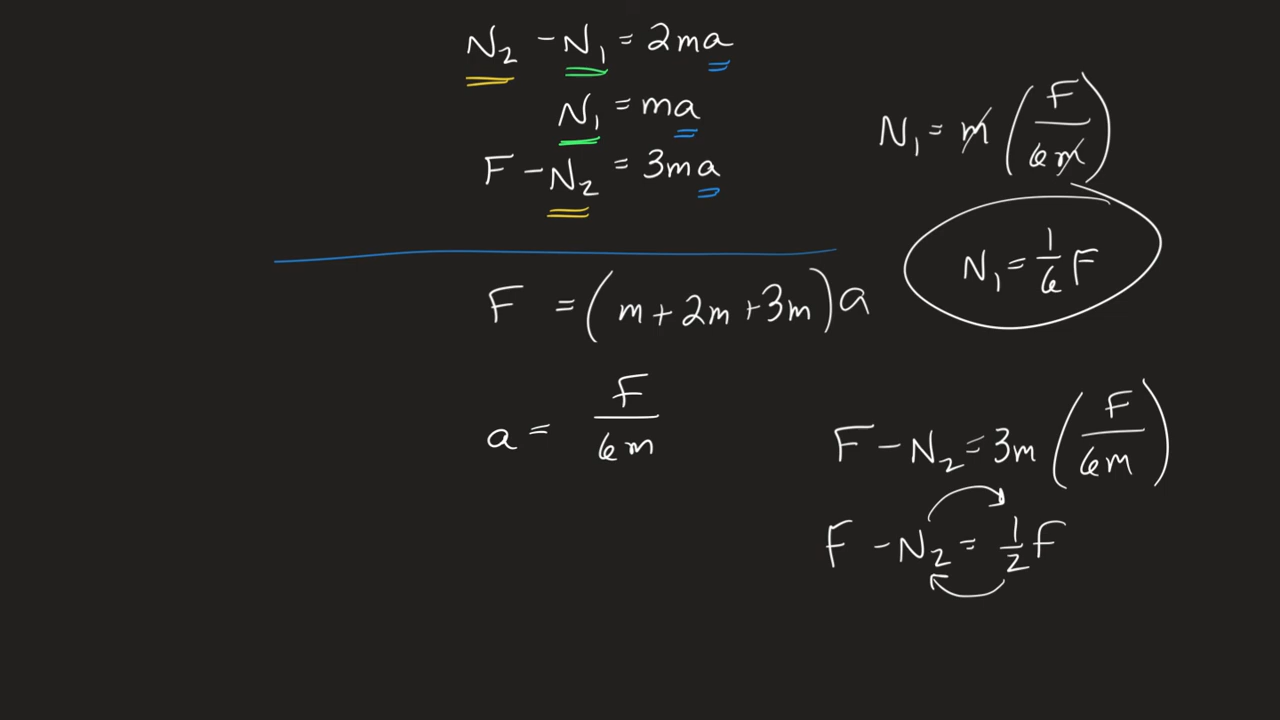 N₂ - N₁ = 2ma
N₁ = ma
F - N₂ = 3ma
F = (m + 2m + 3m) a
a = F/6m
N₁ = m (F/6m)
N₁ = 1/6 F
F - N₂ = 3m (F/6m)
F - N₂ = 1/2 F